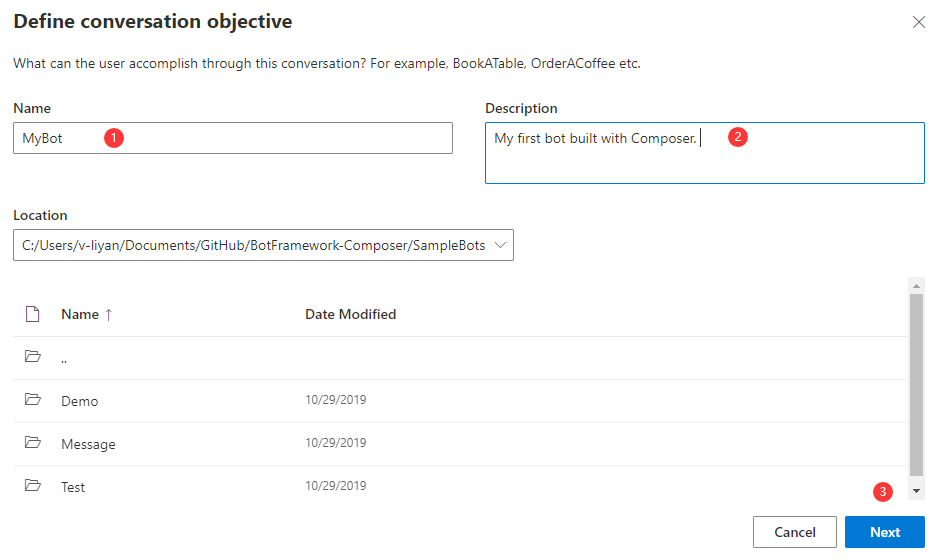 Define conversation objective
What can the user accomplish through this conversation? For example, BookATable, OrderACoffee etc.
Name
Description
MyBot 1
My first bot built with Composer. 2
Location
C:/Users/v-liyan/Documents/GitHub/BotFramework-Composer/SampleBots
Name ↑ Date Modified
..
Demo 10/29/2019
Message 10/29/2019
Test 10/29/2019
3
Cancel Next